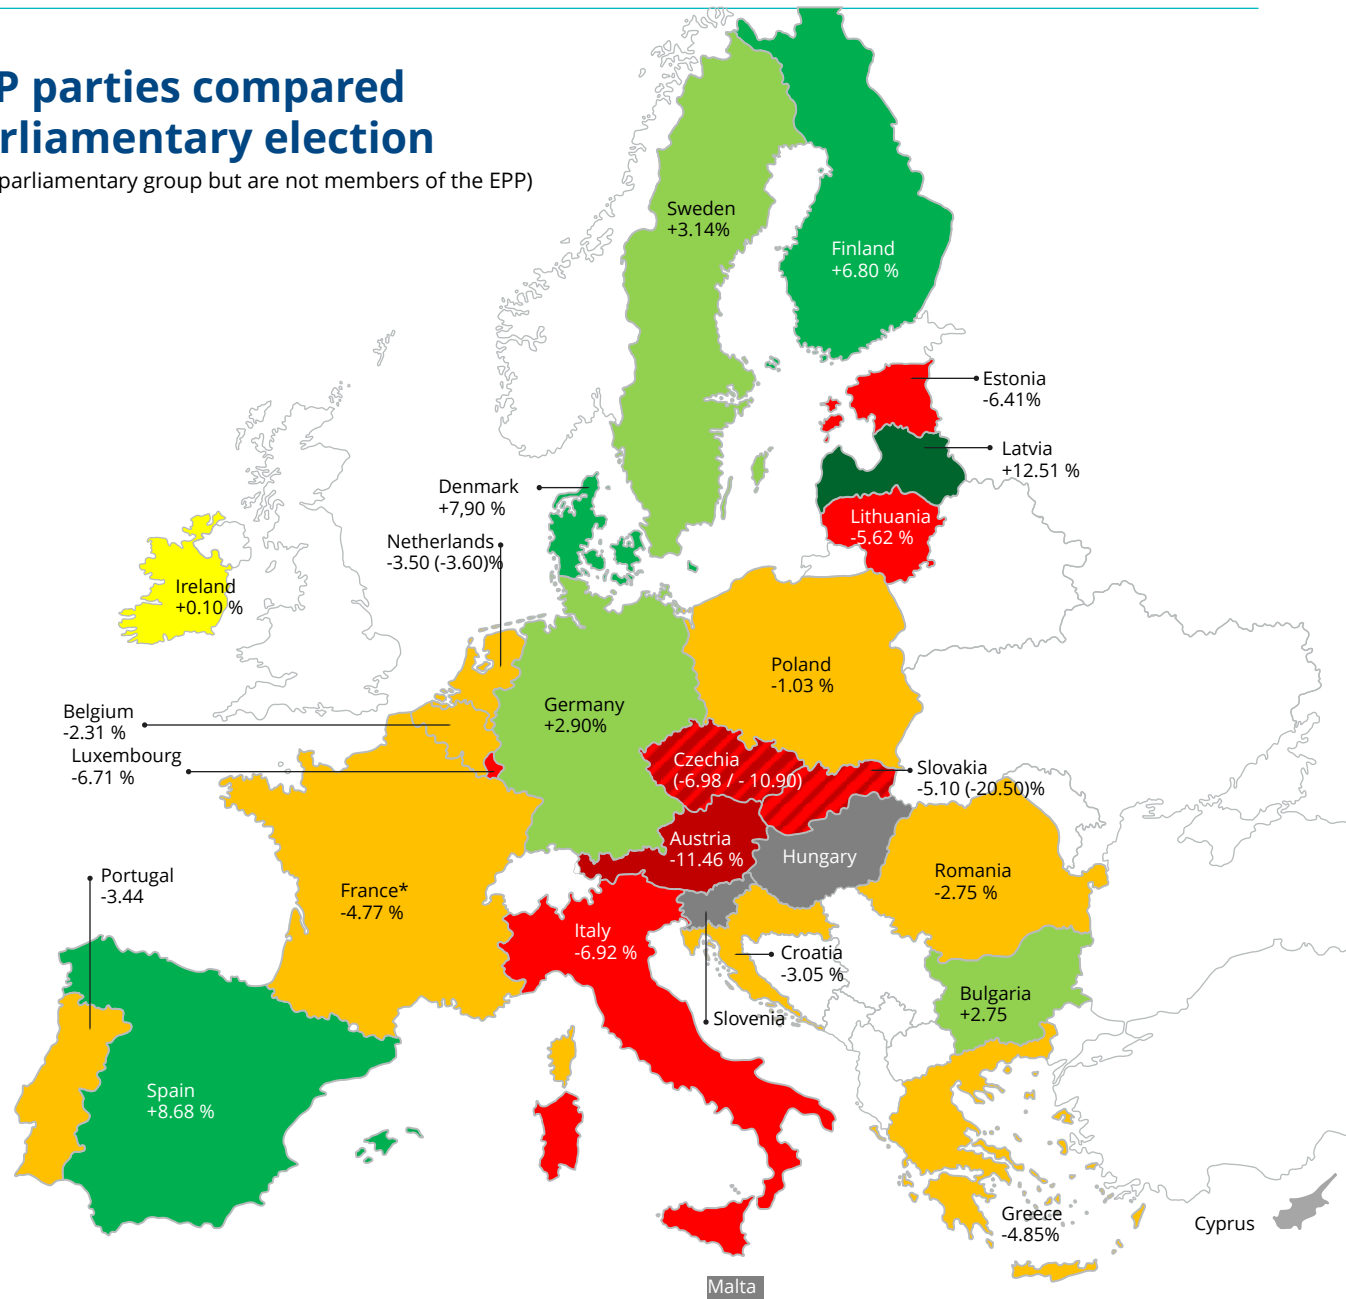 P parties compared
rliamentary election
parliamentary group but are not members of the EPP)
Sweden
+3.14%
Finland
+6.80 %
Estonia
-6.41%
Latvia
+12.51 %
Lithuania
-5.62 %
Denmark
+7,90 %
Netherlands
-3.50 (-3.60)%
Ireland
+0.10 %
Poland
-1.03 %
Germany
+2.90%
Belgium
-2.31 %
Luxembourg
-6.71 %
Czechia
(-6.98 / - 10.90)
Slovakia
-5.10 (-20.50)%
Austria
-11.46 %
Hungary
Romania
-2.75 %
Portugal
-3.44
France*
-4.77 %
Italy
-6.92 %
Croatia
-3.05 %
Slovenia
Bulgaria
+2.75
Spain
+8.68 %
Greece
-4.85%
Cyprus
Malta